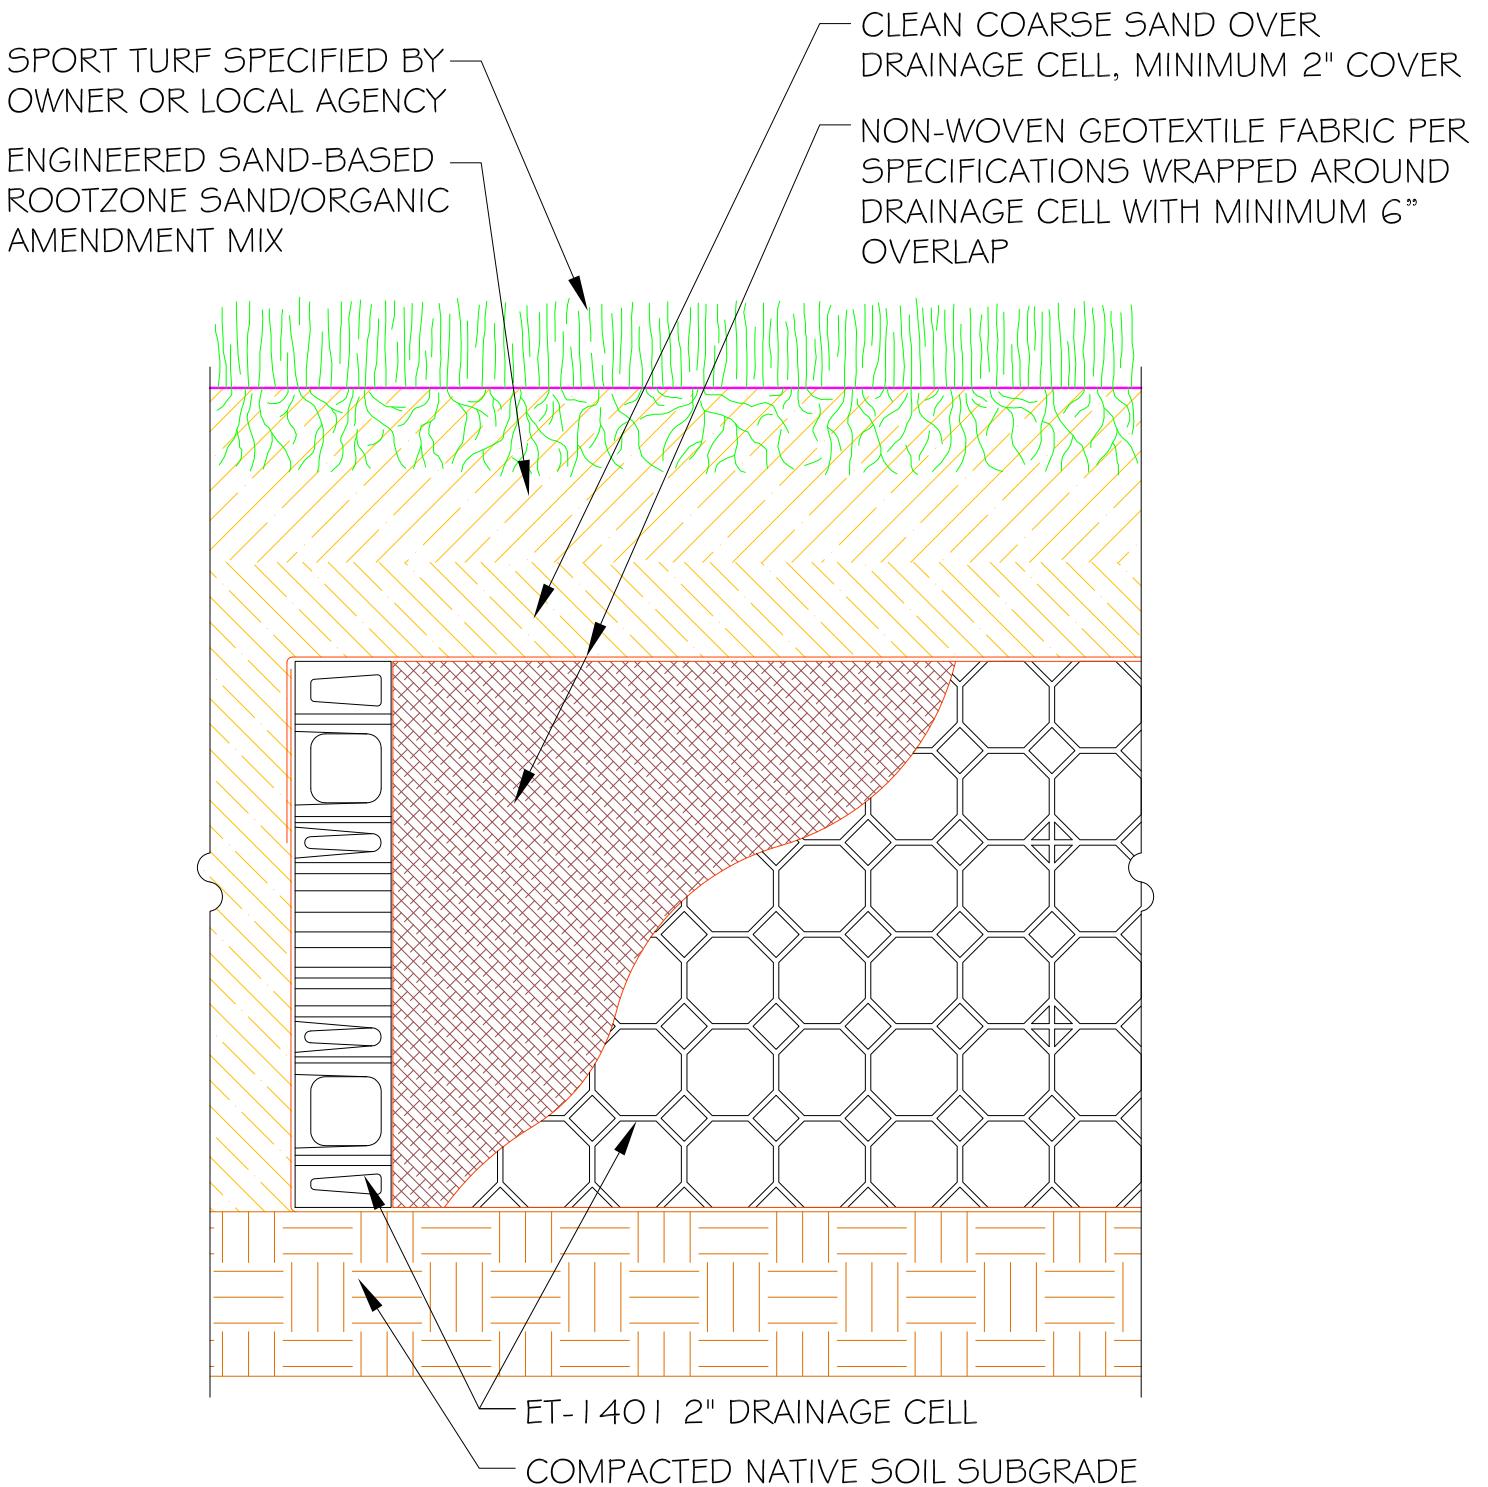 SPORT TURF SPECIFIED BY
OWNER OR LOCAL AGENCY
ENGINEERED SAND-BASED
ROOTZONE SAND/ORGANIC
AMENDMENT MIX
CLEAN COARSE SAND OVER
DRAINAGE CELL, MINIMUM 2" COVER
NON-WOVEN GEOTEXTILE FABRIC PER
SPECIFICATIONS WRAPPED AROUND
DRAINAGE CELL WITH MINIMUM 6”
OVERLAP
ET-1401 2" DRAINAGE CELL
COMPACTED NATIVE SOIL SUBGRADE